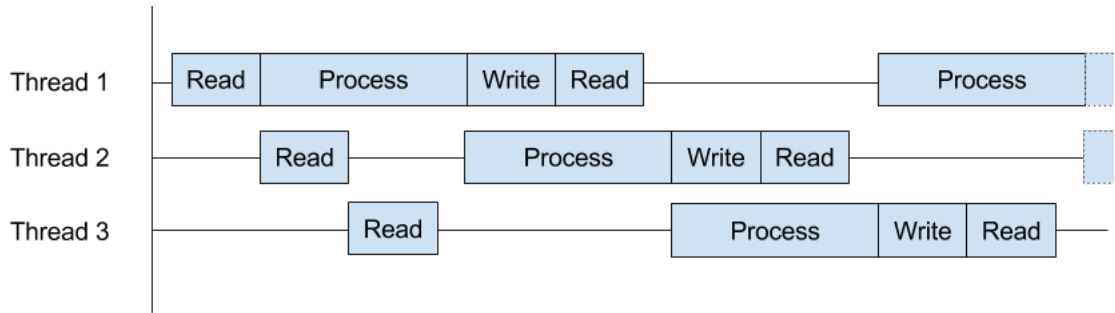 Thread 1 Read Process Write Read Process
Thread 2 Read Process Write Read
Thread 3 Read Process Write Read